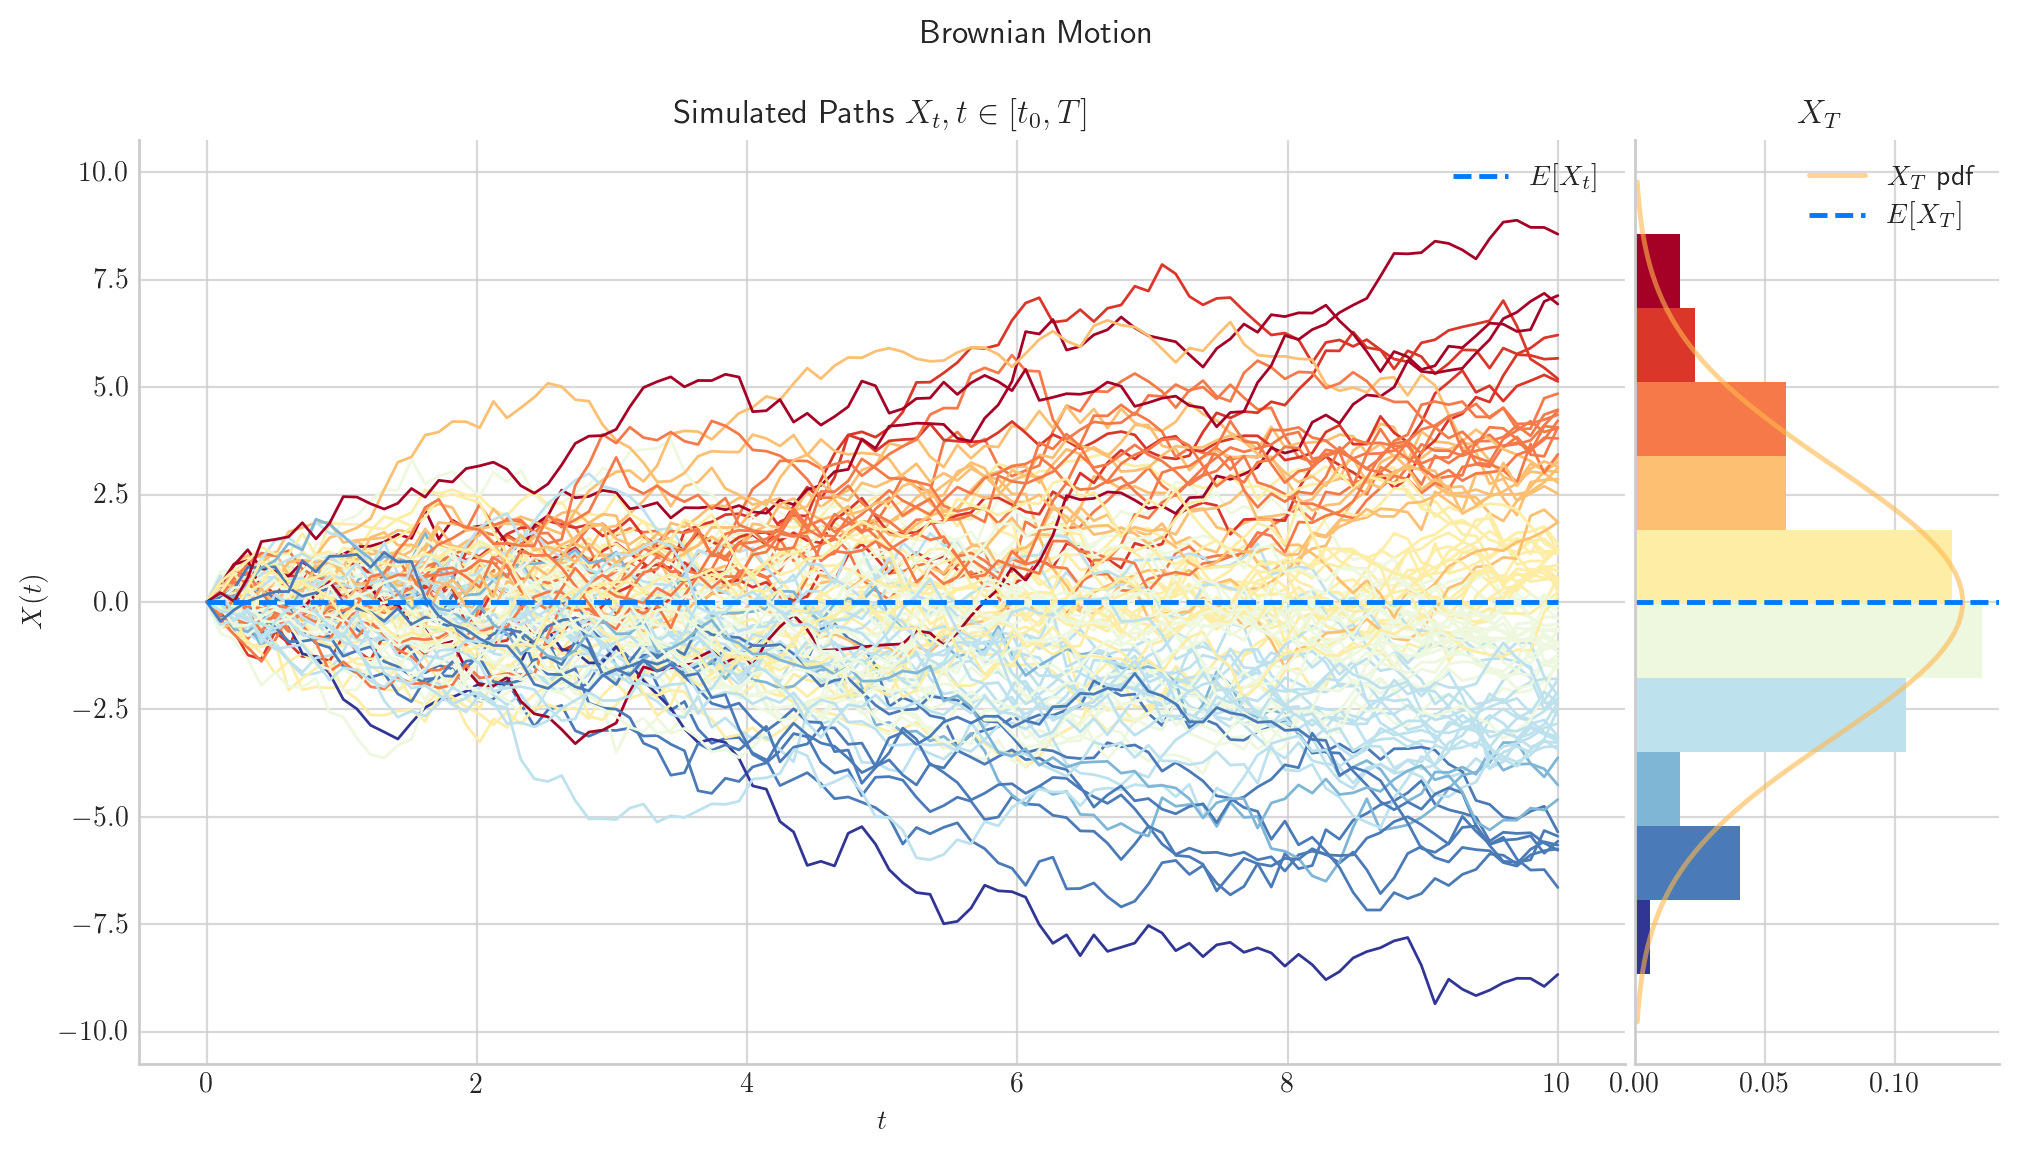 Brownian Motion
Simulated Paths $X_t, t \in [t_0, T]$
$X_T$
10.0
7.5
5.0
2.5
0.0
−2.5
−5.0
−7.5
−10.0
$X(t)$
$E[X_t]$
$X_T$ pdf
$E[X_T]$
0 2 4 6 8 10
0.00 0.05 0.10
$t$